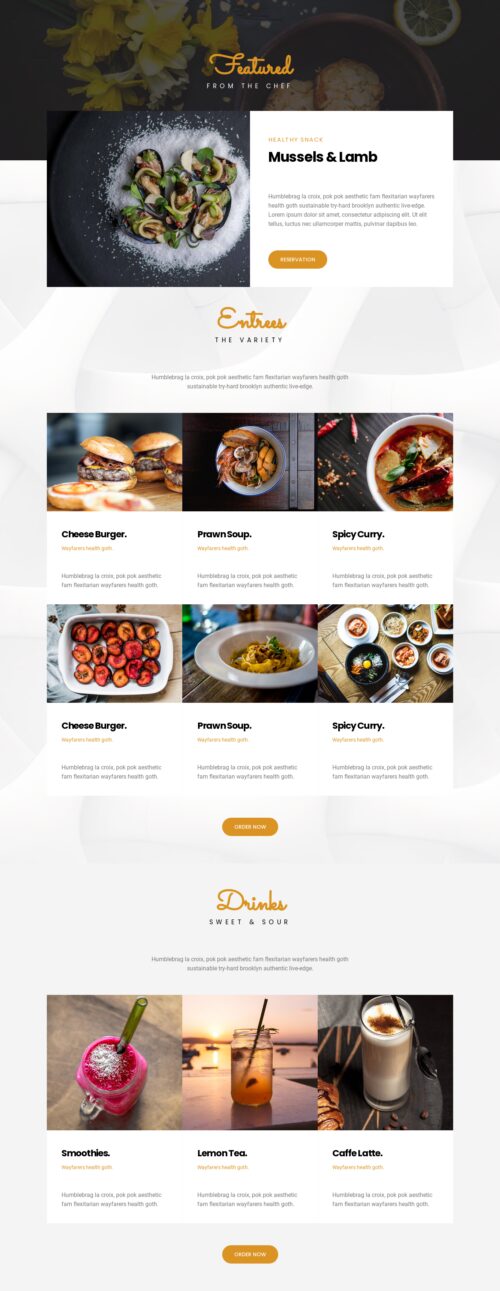 Featured
FROM THE CHEF
HEALTHY SNACK
Mussels & Lamb
Humblebrag la croix, pok pok aesthetic fam flexitarian wayfarers
health goth sustainable try-hard brooklyn authentic live-edge.
Lorem ipsum dolor sit amet, consectetur adipiscing elit. Ut elit
tellus, luctus nec ullamcorper mattis, pulvinar dapibus leo.
RESERVATION
Entrees
THE VARIETY
Humblebrag la croix, pok pok aesthetic fam flexitarian wayfarers health goth
sustainable try-hard brooklyn authentic live-edge.
Cheese Burger.
Wayfarers health goth.
Humblebrag la croix, pok pok aesthetic
fam flexitarian wayfarers health goth.
Prawn Soup.
Wayfarers health goth.
Humblebrag la croix, pok pok aesthetic
fam flexitarian wayfarers health goth.
Spicy Curry.
Wayfarers health goth.
Humblebrag la croix, pok pok aesthetic
fam flexitarian wayfarers health goth.
Cheese Burger.
Wayfarers health goth.
Humblebrag la croix, pok pok aesthetic
fam flexitarian wayfarers health goth.
Prawn Soup.
Wayfarers health goth.
Humblebrag la croix, pok pok aesthetic
fam flexitarian wayfarers health goth.
Spicy Curry.
Wayfarers health goth.
Humblebrag la croix, pok pok aesthetic
fam flexitarian wayfarers health goth.
ORDER NOW
Drinks
SWEET & SOUR
Humblebrag la croix, pok pok aesthetic fam flexitarian wayfarers health goth
sustainable try-hard brooklyn authentic live-edge.
Smoothies.
Wayfarers health goth.
Humblebrag la croix, pok pok aesthetic
fam flexitarian wayfarers health goth.
Lemon Tea.
Wayfarers health goth.
Humblebrag la croix, pok pok aesthetic
fam flexitarian wayfarers health goth.
Caffe Latte.
Wayfarers health goth.
Humblebrag la croix, pok pok aesthetic
fam flexitarian wayfarers health goth.
ORDER NOW